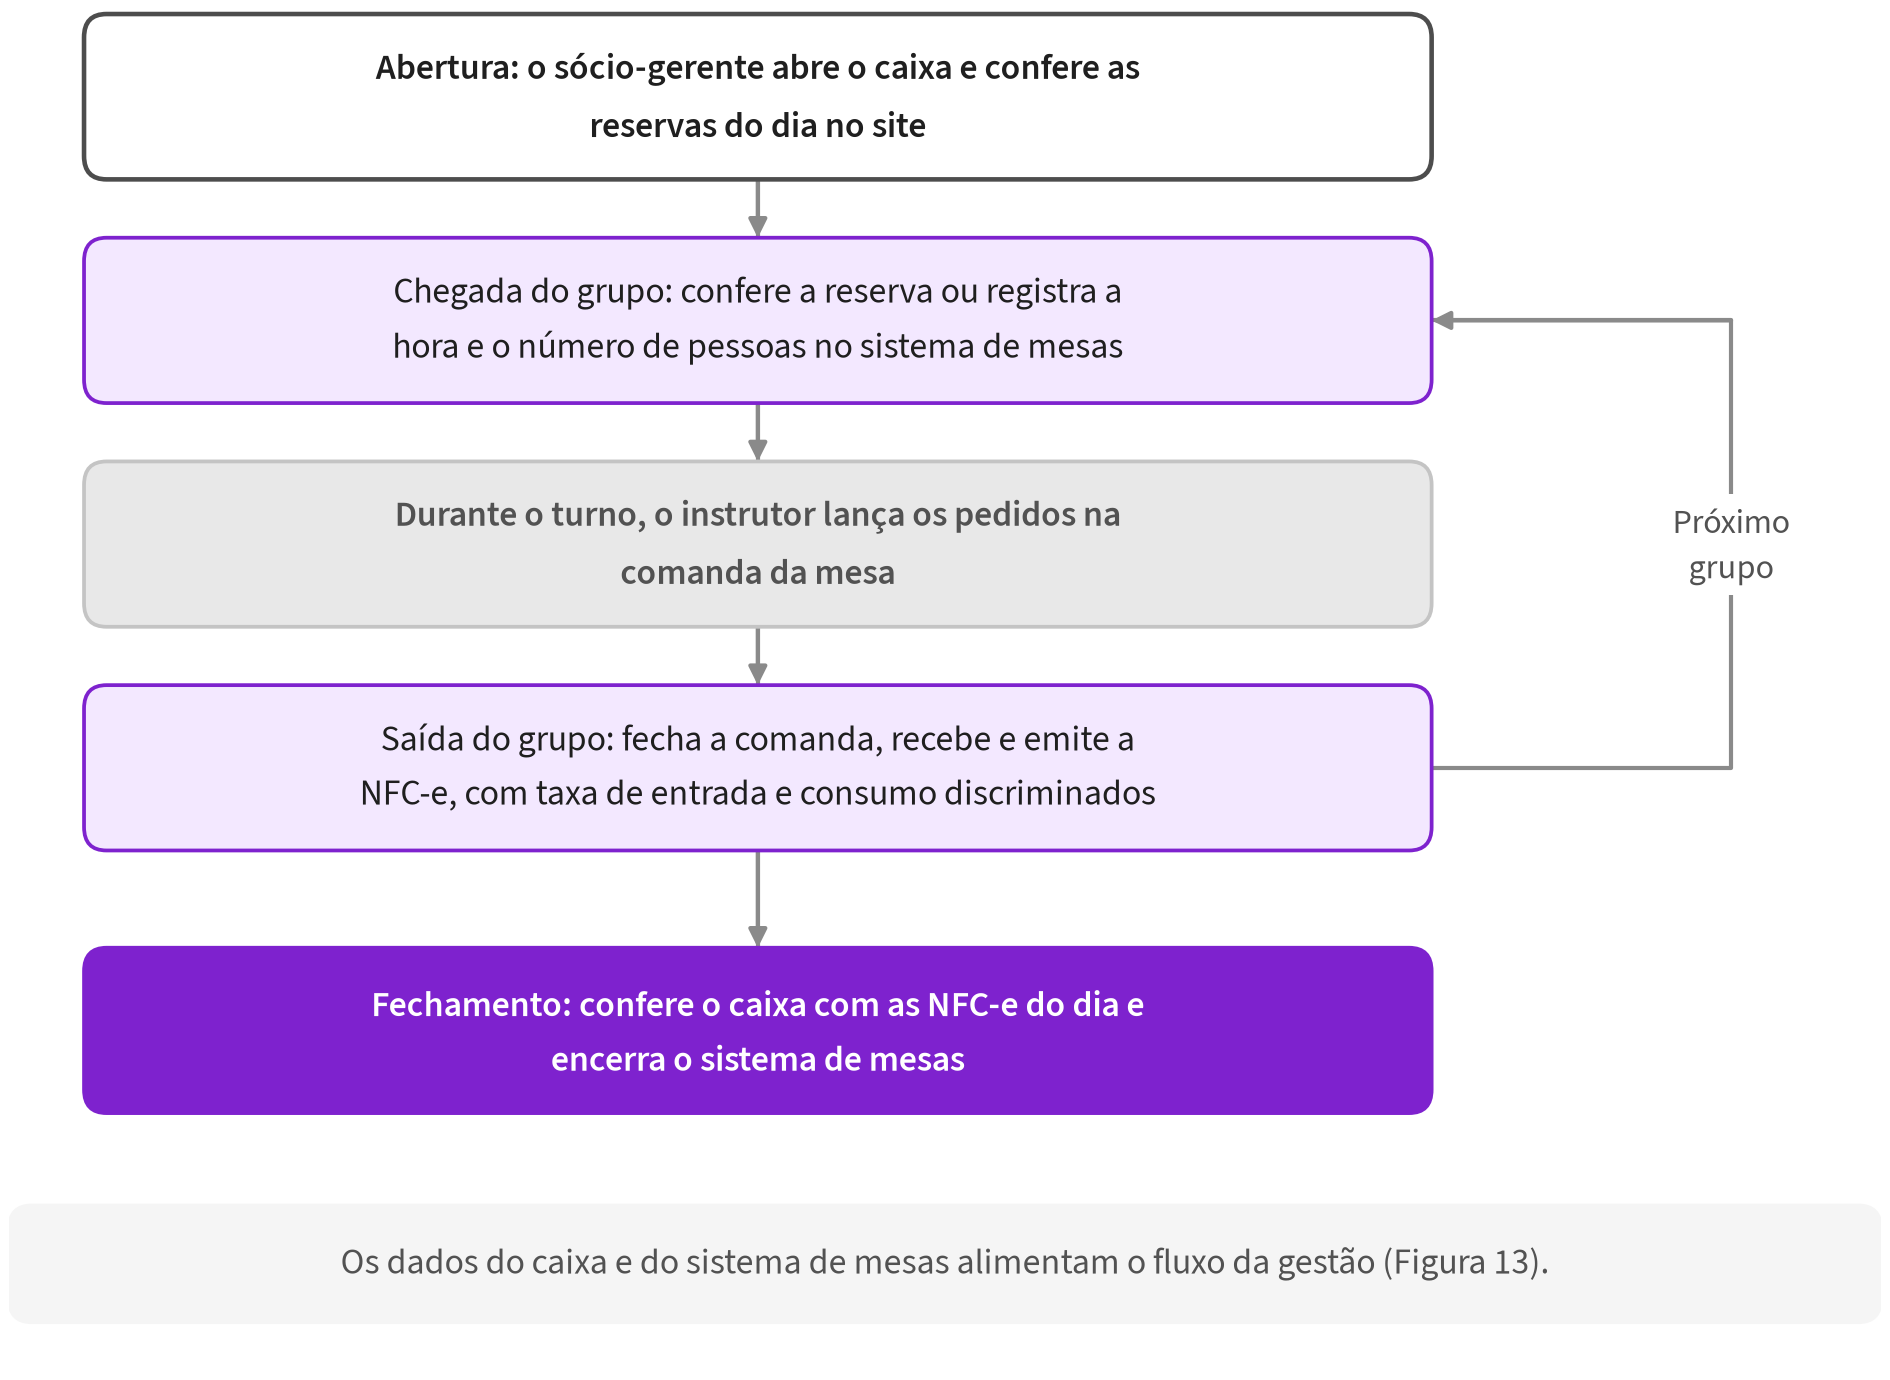 Abertura: o sócio-gerente abre o caixa e confere as
reservas do dia no site
Chegada do grupo: confere a reserva ou registra a
hora e o número de pessoas no sistema de mesas
Durante o turno, o instrutor lança os pedidos na
comanda da mesa
Próximo
grupo
Saída do grupo: fecha a comanda, recebe e emite a
NFC-e, com taxa de entrada e consumo discriminados
Fechamento: confere o caixa com as NFC-e do dia e
encerra o sistema de mesas
Os dados do caixa e do sistema de mesas alimentam o fluxo da gestão (Figura 13).